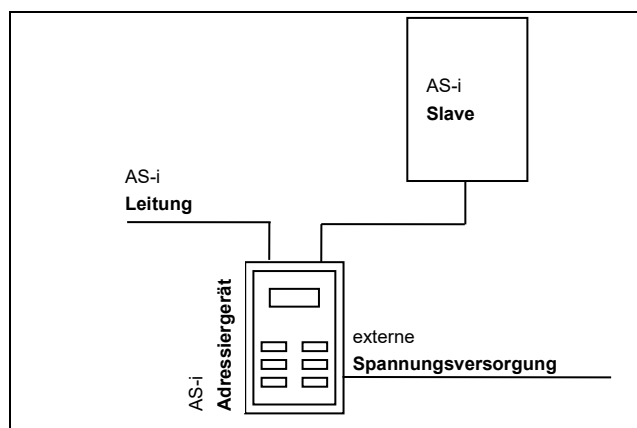 AS-i
Slave
AS-i
Leitung
AS-i
Adressiergerät
externe
Spannungsversorgung